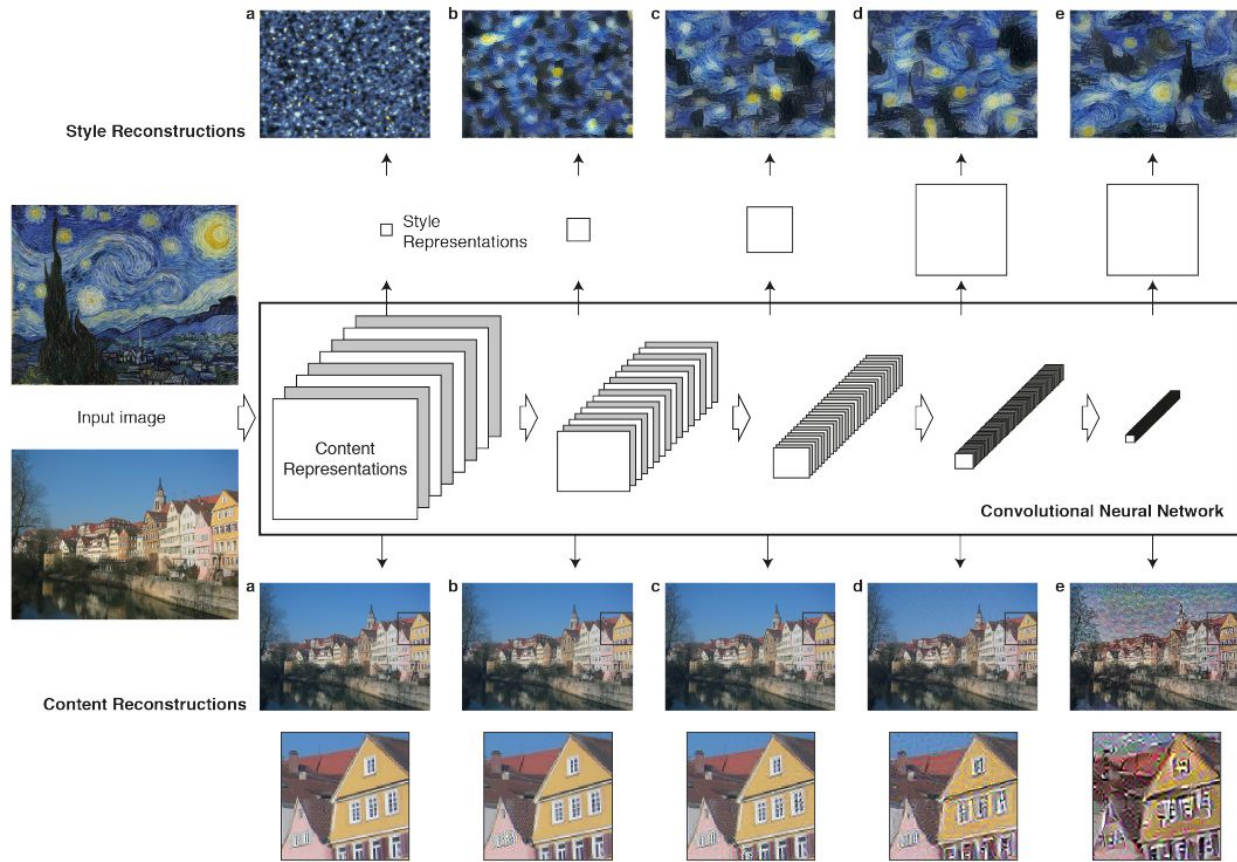 a b c d e
Style Reconstructions
Style
Representations
Input image
Content
Representations
Convolutional Neural Network
a b c d e
Content Reconstructions